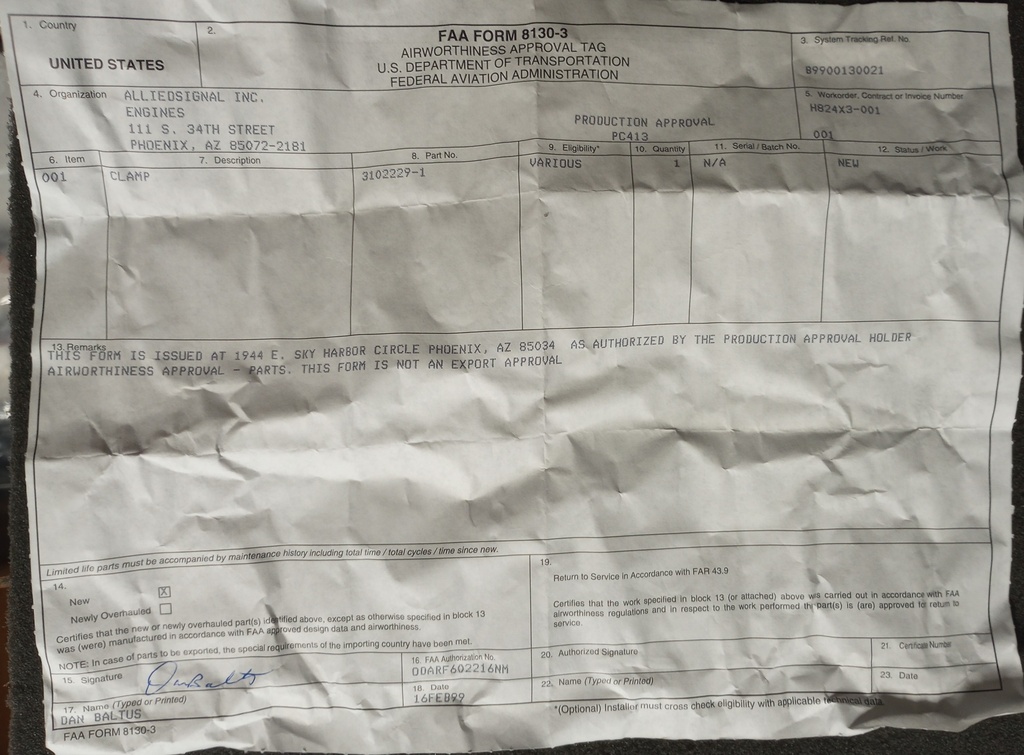 1. Country
UNITED STATES
2.
FAA FORM 8130-3
AIRWORTHINESS APPROVAL TAG
U.S. DEPARTMENT OF TRANSPORTATION
FEDERAL AVIATION ADMINISTRATION
3. System Tracking Ref. No.
89900130021
4. Organization ALLIEDSIGNAL INC.
ENGINES
111 S. 34TH STREET
PHOENIX, AZ 85072-2181
PRODUCTION APPROVAL
PC413
5. Workorder, Contract or Invoice Number
H824X3-001
001
6. Item 7. Description 8. Part No. 9. Eligibility* 10. Quantity 11. Serial / Batch No. 12. Status / Work
001 CLAMP 3102229-1 VARIOUS 1 N/A NEW
13. Remarks
THIS FORM IS ISSUED AT 1944 E. SKY HARBOR CIRCLE PHOENIX, AZ 85034 AS AUTHORIZED BY THE PRODUCTION APPROVAL HOLDER
AIRWORTHINESS APPROVAL - PARTS. THIS FORM IS NOT AN EXPORT APPROVAL
Limited life parts must be accompanied by maintenance history including total time / total cycles / time since new.
14.
New X
Newly Overhauled
Certifies that the new or newly overhauled part(s) identified above, except as otherwise specified in block 13
was (were) manufactured in accordance with FAA approved design data and airworthiness.
NOTE: In case of parts to be exported, the special requirements of the importing country have been met.
19.
Return to Service in Accordance with FAR 43.9
Certifies that the work specified in block 13 (or attached) above was carried out in accordance with FAA
airworthiness regulations and in respect to the work performed the part(s) is (are) approved to return to
service.
15. Signature Dan Baltus
16. FAA Authorization No.
ODARF602216NM
20. Authorized Signature
21. Certificate Number
17. Name (Typed or Printed)
DAN BALTUS
18. Date
16FEB99
22. Name (Typed or Printed)
23. Date
FAA FORM 8130-3
*(Optional) Installer must cross check eligibility with applicable technical data.